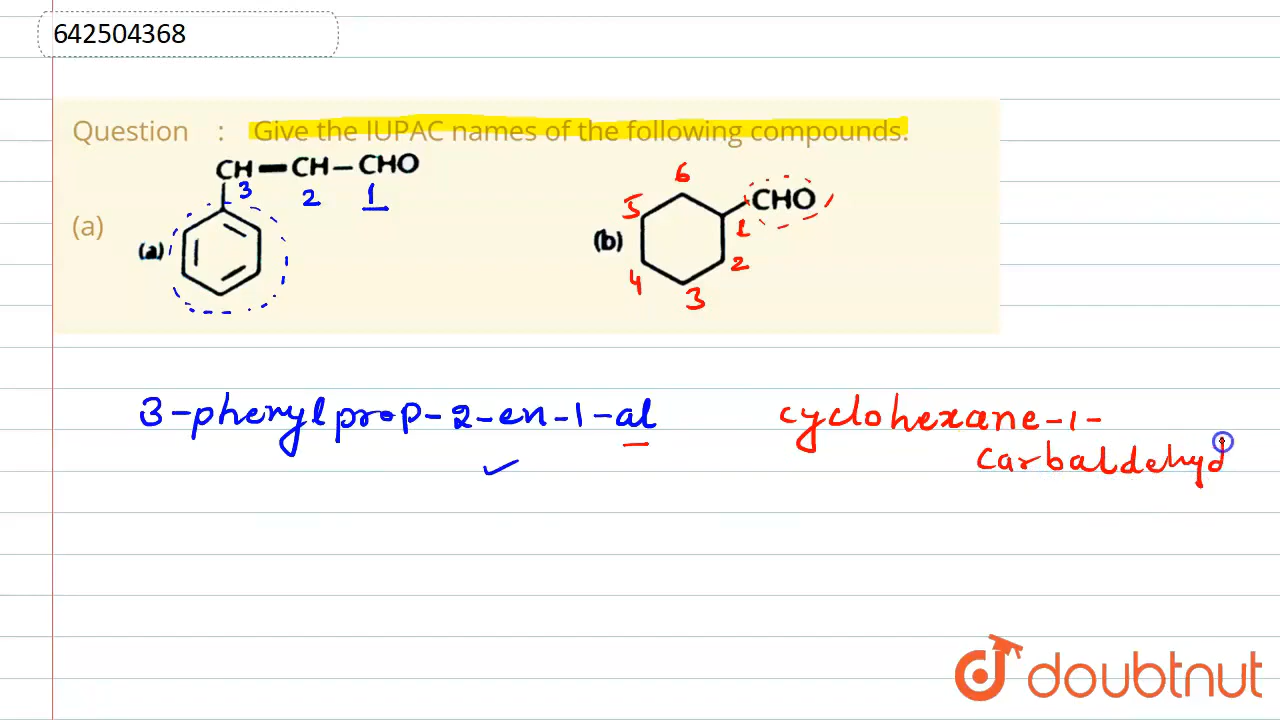 642504368
Question : Give the IUPAC names of the following compounds.
CH=CH-CHO
3 2 1
(a)
(a)
6
CHO
5
1
(b)
2
4
3
3-phenylprop-2-en-1-al
cyclohexane-1-
carbaldehyd
doubtnut